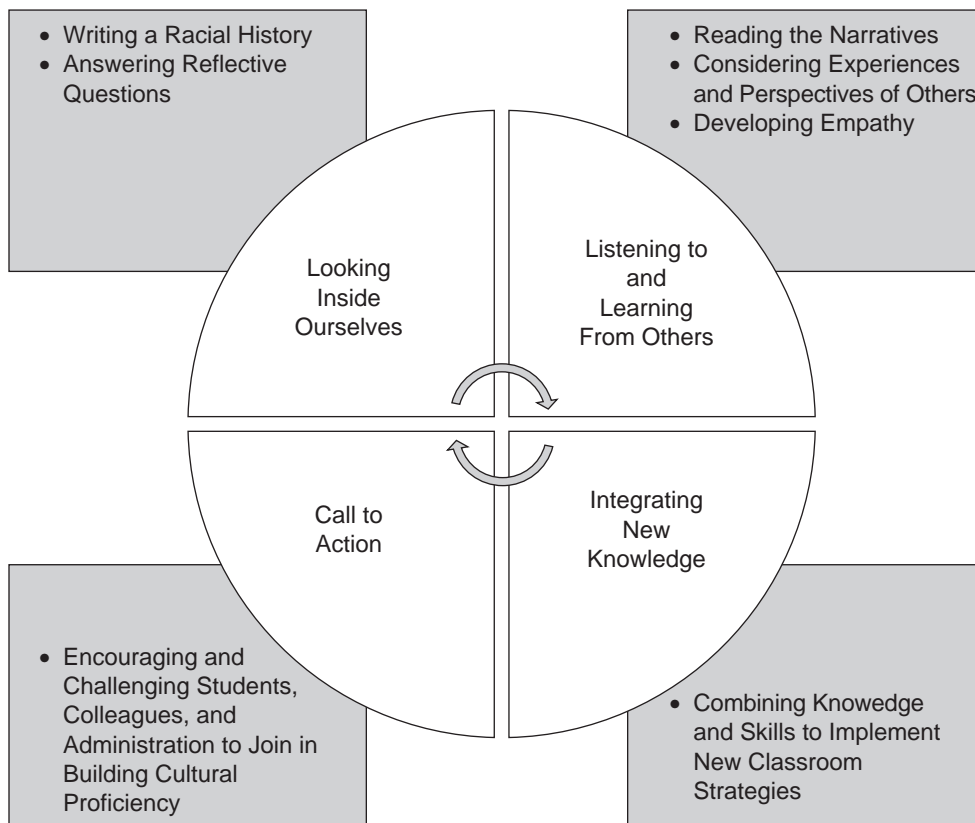 • Writing a Racial History
• Answering Reflective
Questions
• Reading the Narratives
• Considering Experiences
and Perspectives of Others
• Developing Empathy
Looking
Inside
Ourselves
Listening to
and
Learning
From Others
Call to
Action
Integrating
New
Knowledge
• Encouraging and
Challenging Students,
Colleagues, and
Administration to Join in
Building Cultural
Proficiency
• Combining Knowedge
and Skills to Implement
New Classroom
Strategies